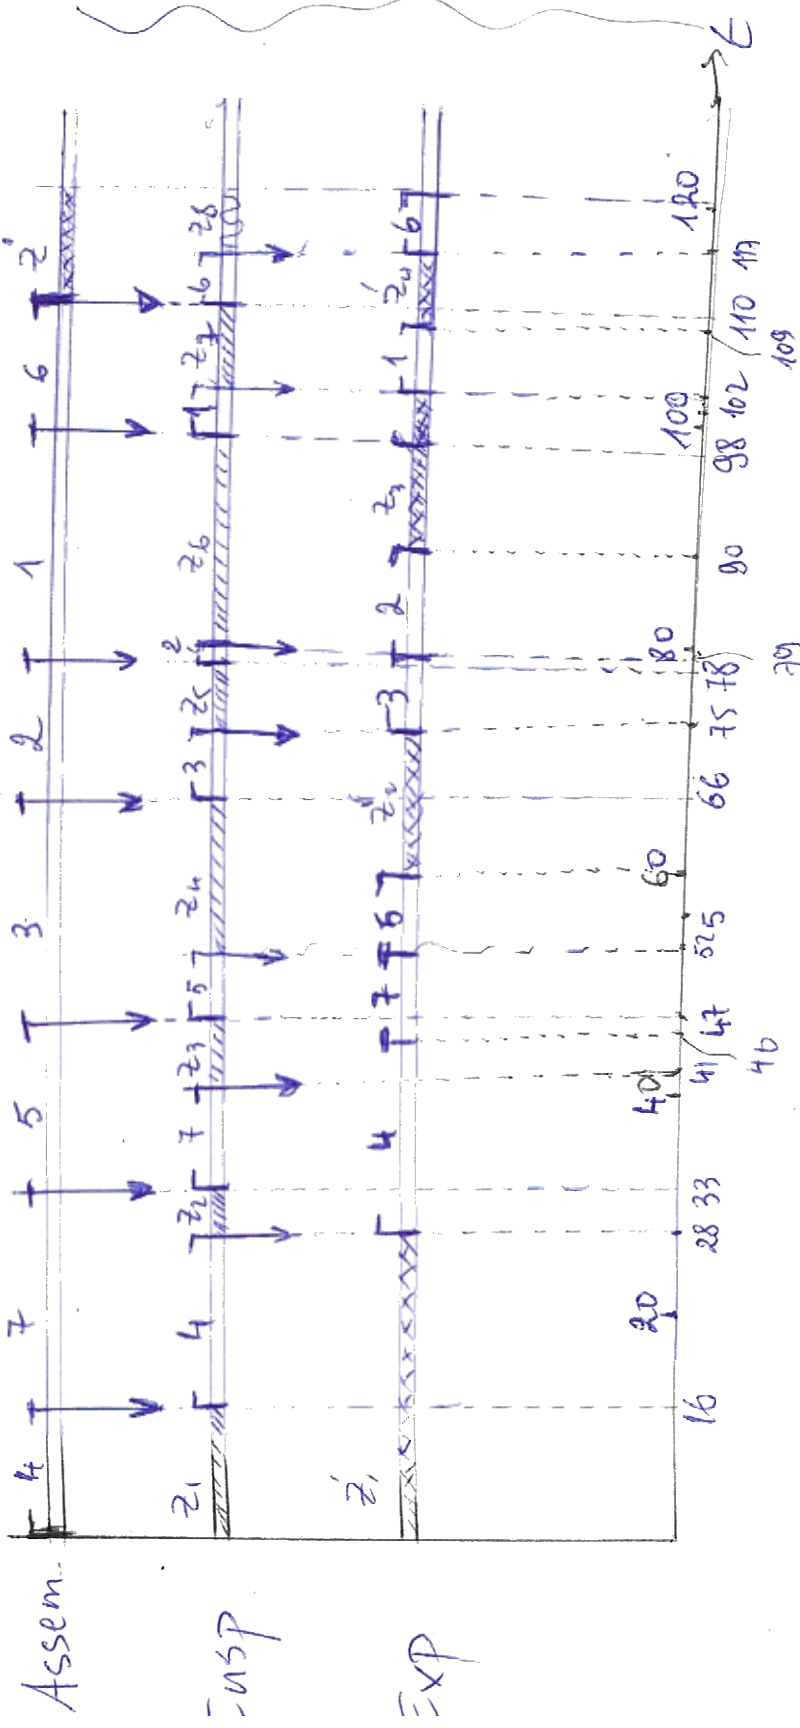 Assem. 4 7 5 3 2 1 6 Z'
Insp Z1 4 Z2 7 Z3 5 Z4 3 Z5 2 Z6 1 Z7 6 Z8
Exp Z'1 4 7 5 Z'2 3 2 Z'3 1 Z'4 6
20 40 60 80 100 120 t
16 28 33 41 47 52 55 66 75 78 90 98 102 110 117
46 79 109